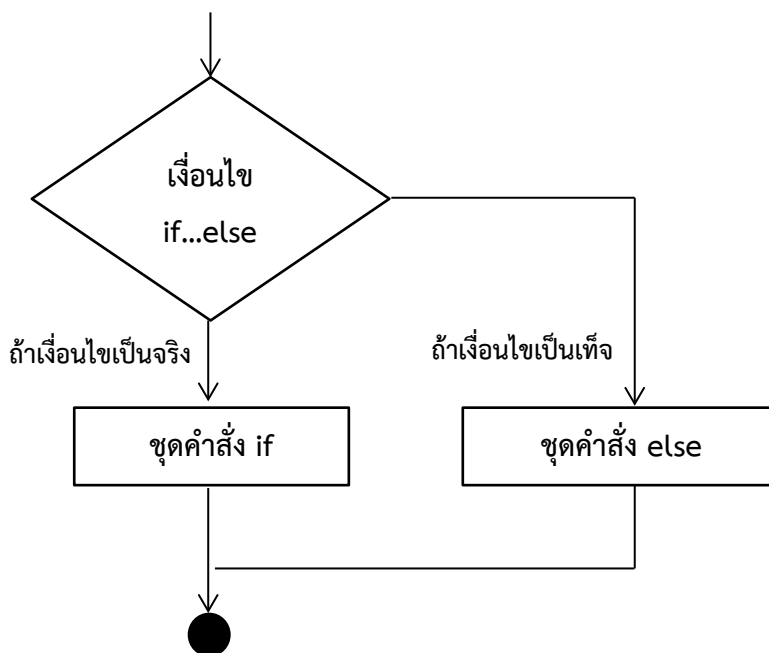 เงื่อนไข
if...else
ถ้าเงื่อนไขเป็นจริง
ถ้าเงื่อนไขเป็นเท็จ
ชุดคำสั่ง if
ชุดคำสั่ง else